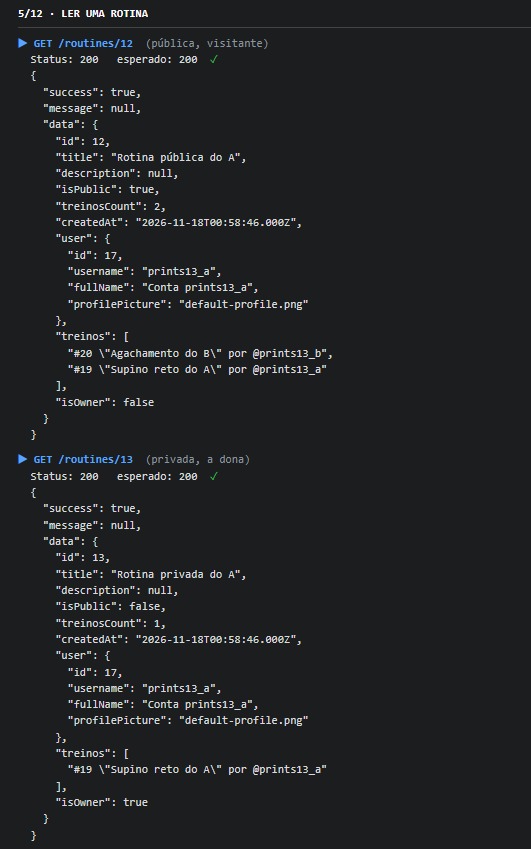 5/12 · LER UMA ROTINA
▶ GET /routines/12  (pública, visitante)
Status: 200   esperado: 200  ✓
{
  "success": true,
  "message": null,
  "data": {
    "id": 12,
    "title": "Rotina pública do A",
    "description": null,
    "isPublic": true,
    "treinosCount": 2,
    "createdAt": "2026-11-18T00:58:46.000Z",
    "user": {
      "id": 17,
      "username": "prints13_a",
      "fullName": "Conta prints13_a",
      "profilePicture": "default-profile.png"
    },
    "treinos": [
      "#20 \"Agachamento do B\" por @prints13_b",
      "#19 \"Supino reto do A\" por @prints13_a"
    ],
    "isOwner": false
  }
}
▶ GET /routines/13  (privada, a dona)
Status: 200   esperado: 200  ✓
{
  "success": true,
  "message": null,
  "data": {
    "id": 13,
    "title": "Rotina privada do A",
    "description": null,
    "isPublic": false,
    "treinosCount": 1,
    "createdAt": "2026-11-18T00:58:46.000Z",
    "user": {
      "id": 17,
      "username": "prints13_a",
      "fullName": "Conta prints13_a",
      "profilePicture": "default-profile.png"
    },
    "treinos": [
      "#19 \"Supino reto do A\" por @prints13_a"
    ],
    "isOwner": true
  }
}